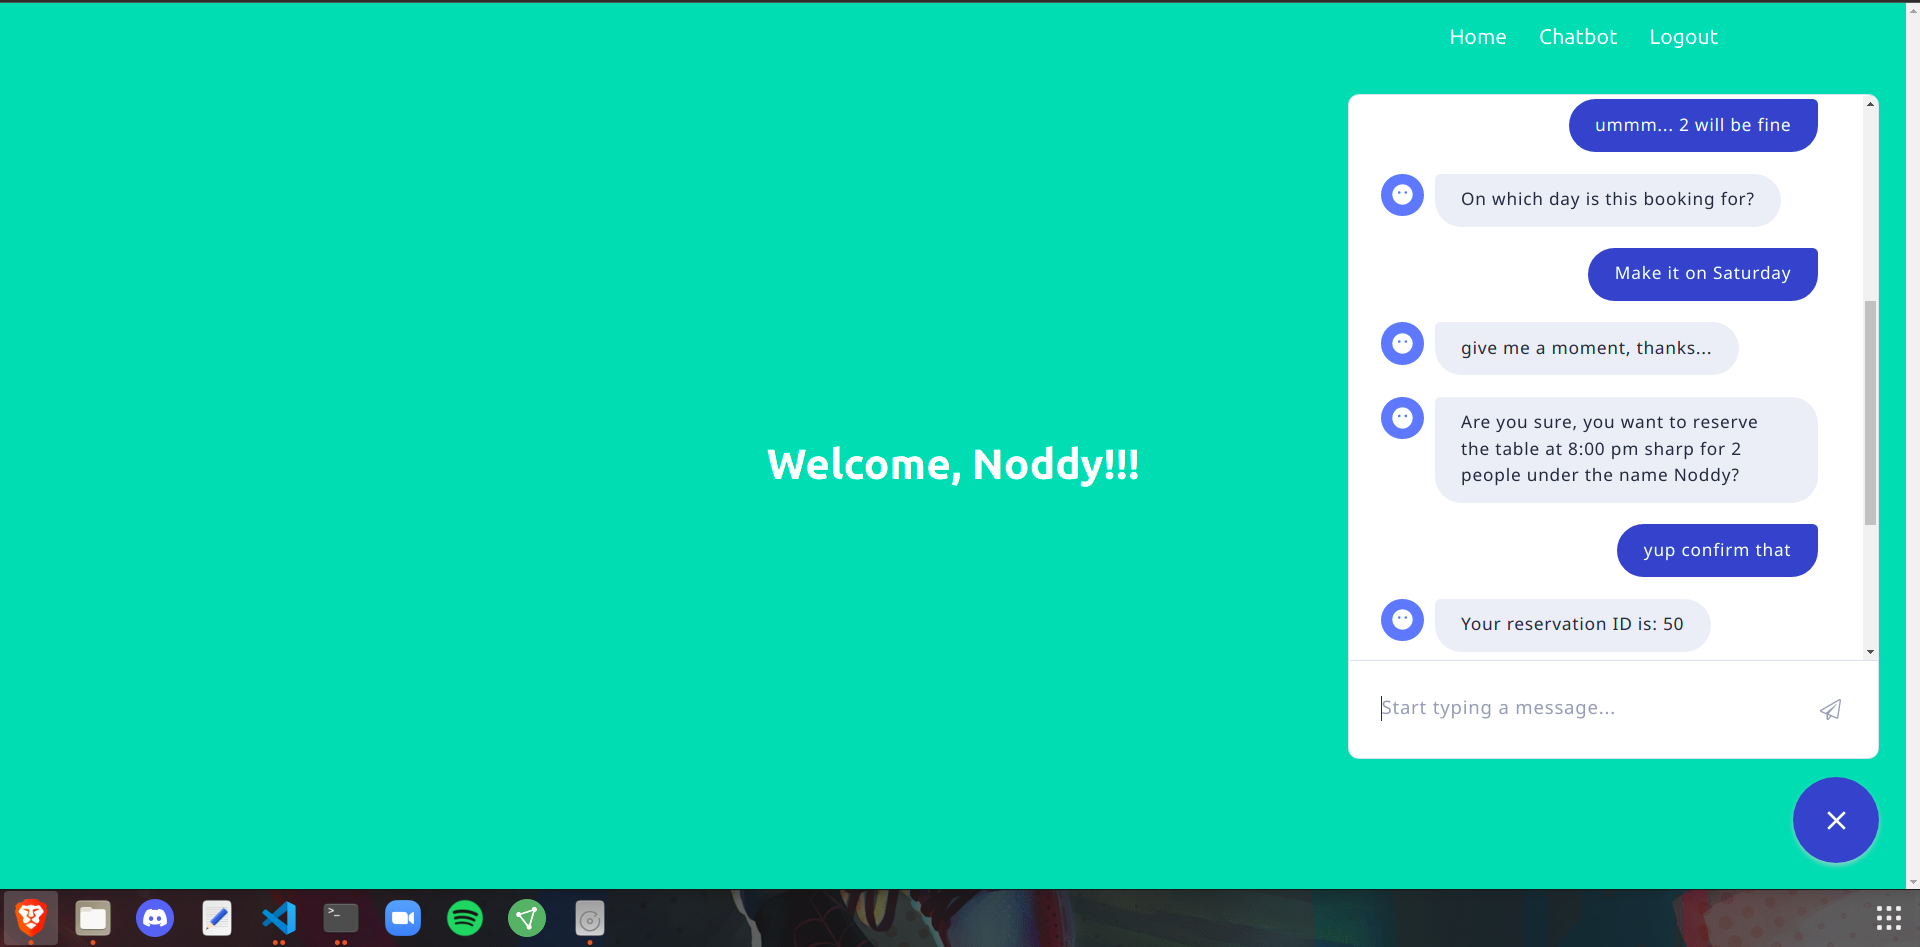 Home Chatbot Logout
ummm... 2 will be fine
On which day is this booking for?
Make it on Saturday
give me a moment, thanks...
Are you sure, you want to reserve
the table at 8:00 pm sharp for 2
people under the name Noddy?
yup confirm that
Your reservation ID is: 50
Start typing a message...
Welcome, Noddy!!!